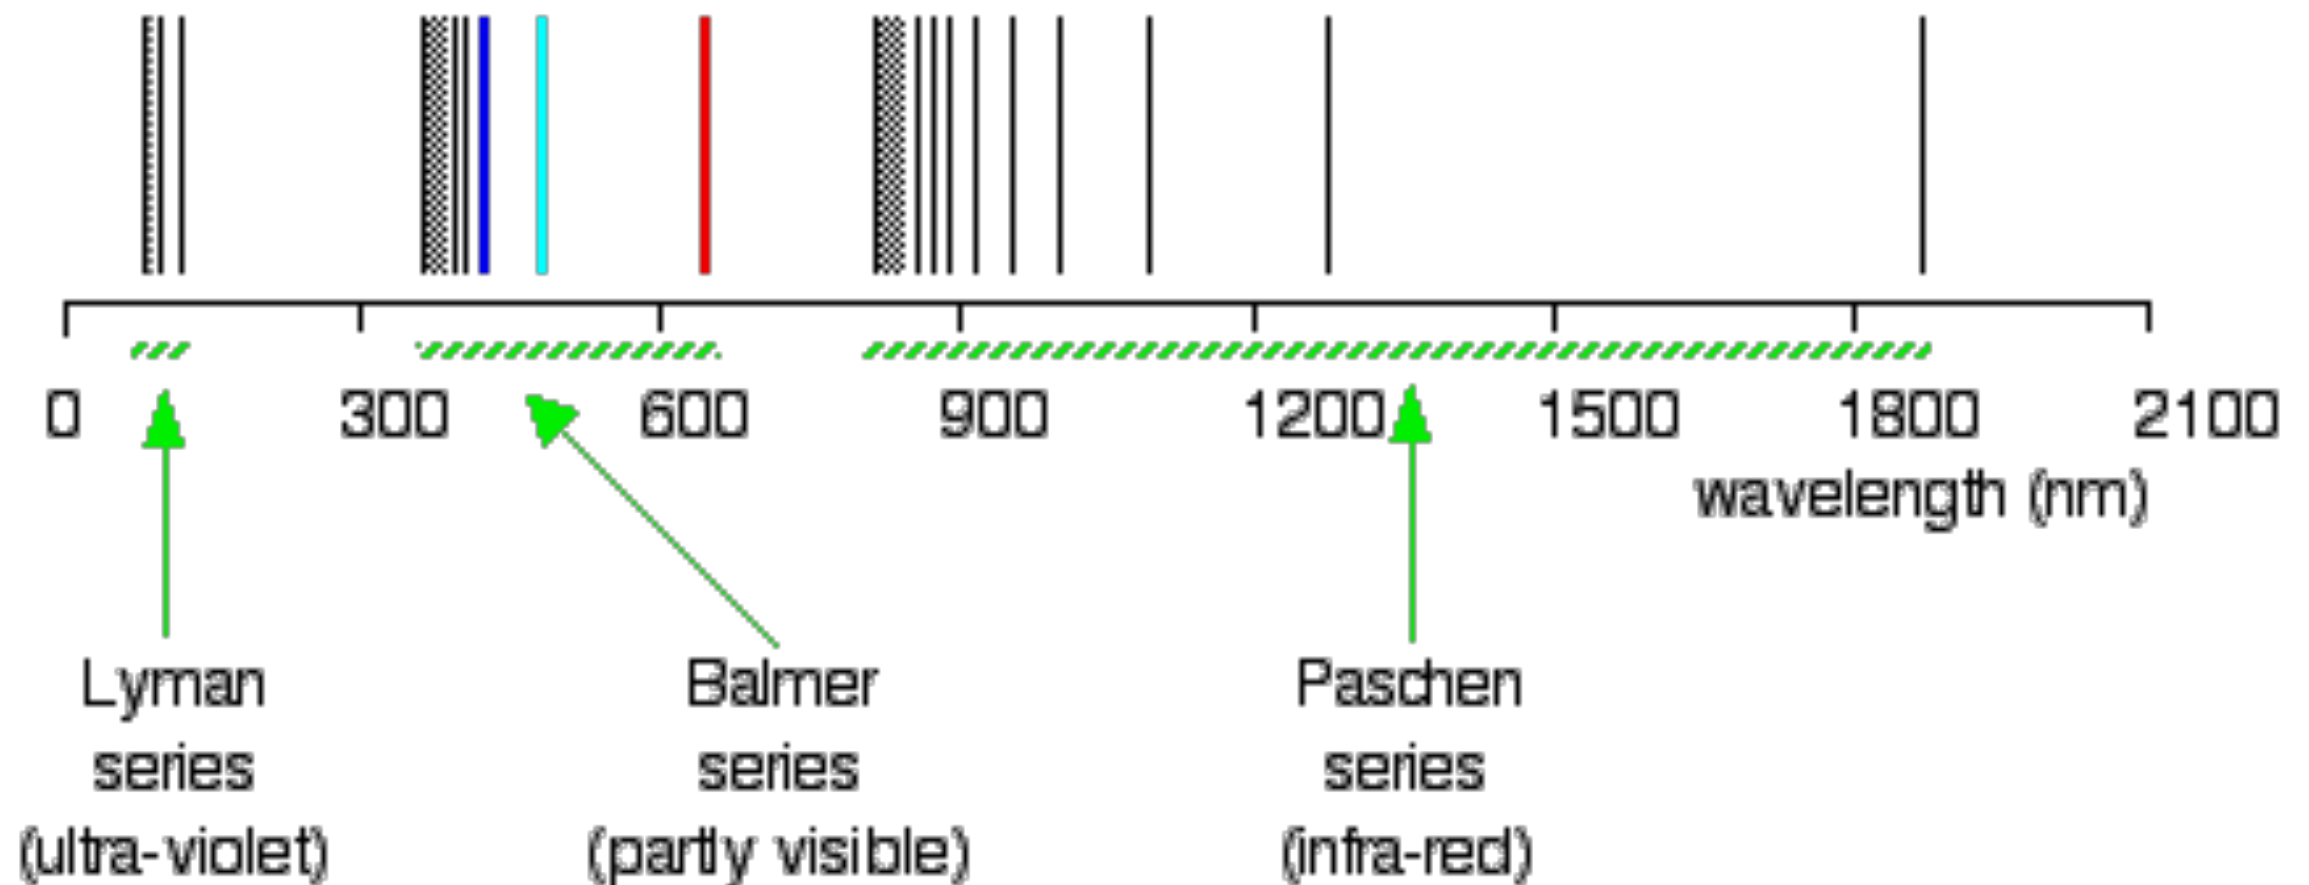 0 300 600 900 1200 1500 1800 2100
wavelength (nm)
Lyman
series
(ultra-violet)
Balmer
series
(partly visible)
Paschen
series
(infra-red)